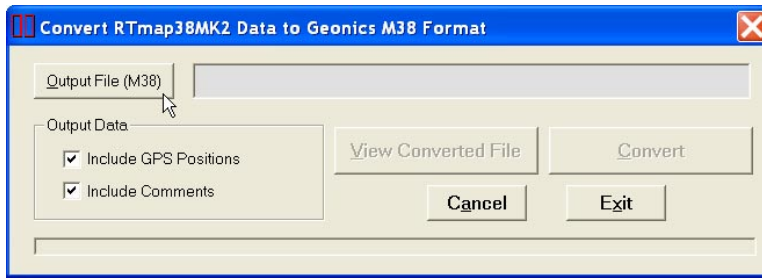 Convert RTmap38MK2 Data to Geonics M38 Format
Output File (M38)
Output Data
Include GPS Positions
Include Comments
View Converted File
Convert
Cancel
Exit